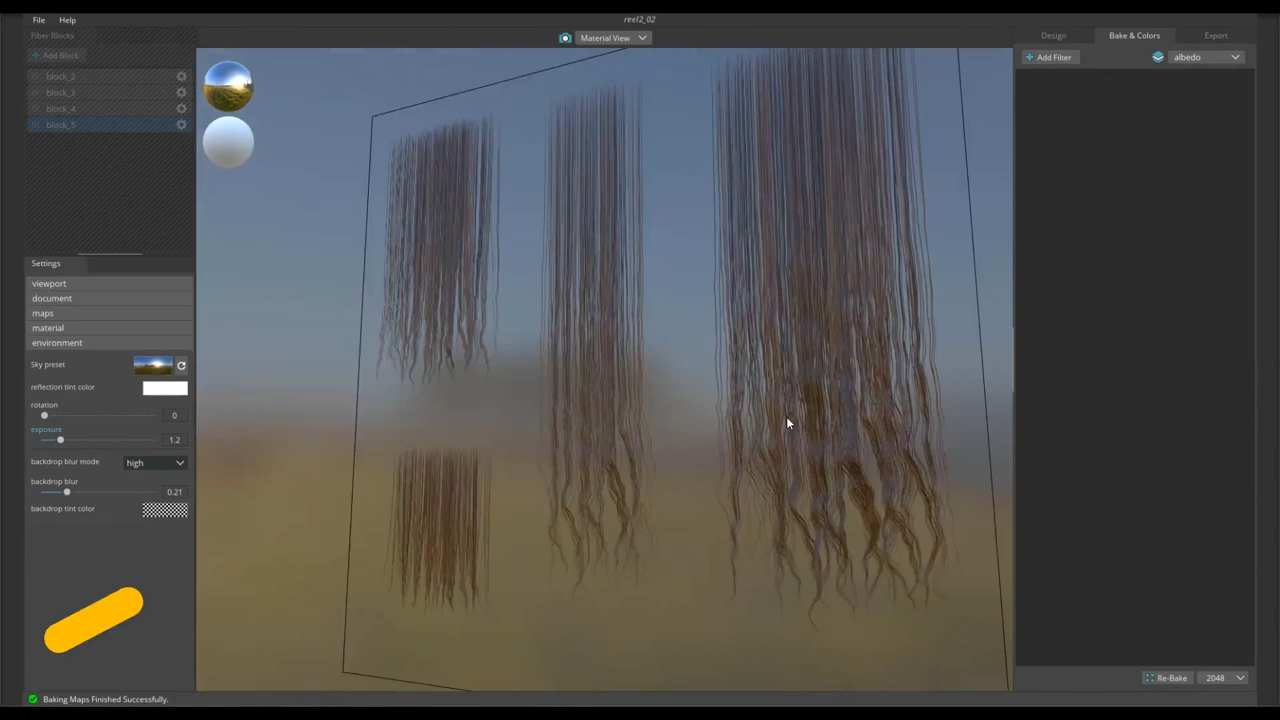 reel2_02
File Help
Fiber Blocks
Material View
Design Bake & Colors Export
Add Block
Add Filter albedo
block_2
block_3
block_4
block_5
Settings
viewport
document
maps
material
environment
Sky preset
reflection tint color
rotation
0
exposure
1.2
backdrop blur mode high
backdrop blur
0.21
backdrop tint color
Re-Bake 2048
Baking Maps Finished Successfully.